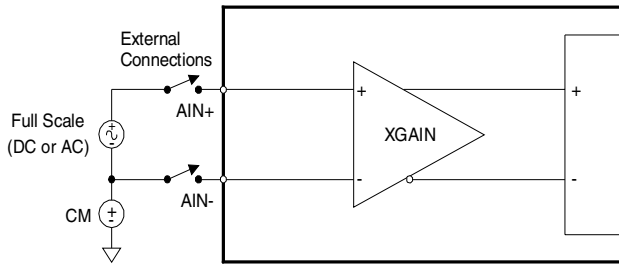 External
Connections
AIN+
Full Scale
(DC or AC)
+
-
AIN-
CM
+
-
+
XGAIN
-
+
-